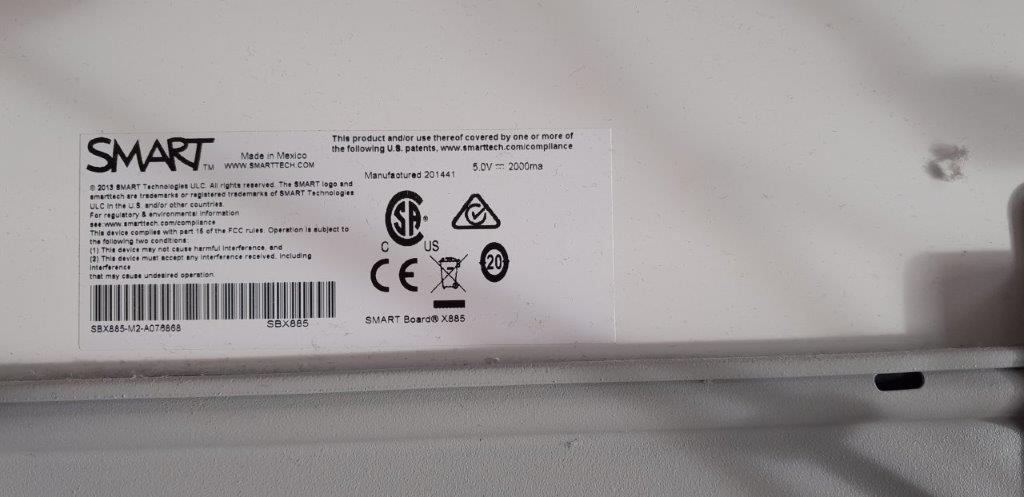 SMART™
Made in Mexico
WWW.SMARTTECH.COM
This product and/or use thereof covered by one or more of
the following U.S. patents, www.smarttech.com/compliance
5.0V ⎓ 2000ma
Manufactured 201441
© 2013 SMART Technologies ULC. All rights reserved. The SMART logo and
smarttech are trademarks or registered trademarks of SMART Technologies
ULC in the U.S. and/or other countries.
For regulatory & environmental information
see:www.smarttech.com/compliance
This device complies with part 15 of the FCC rules. Operation is subject to
the following two conditions:
(1) This device may not cause harmful interference, and
(2) This device must accept any interference received, including
interference
that may cause undesired operation.
SA®
C US
CE
20
SBX885-M2-A076868
SBX885
SMART Board® X885